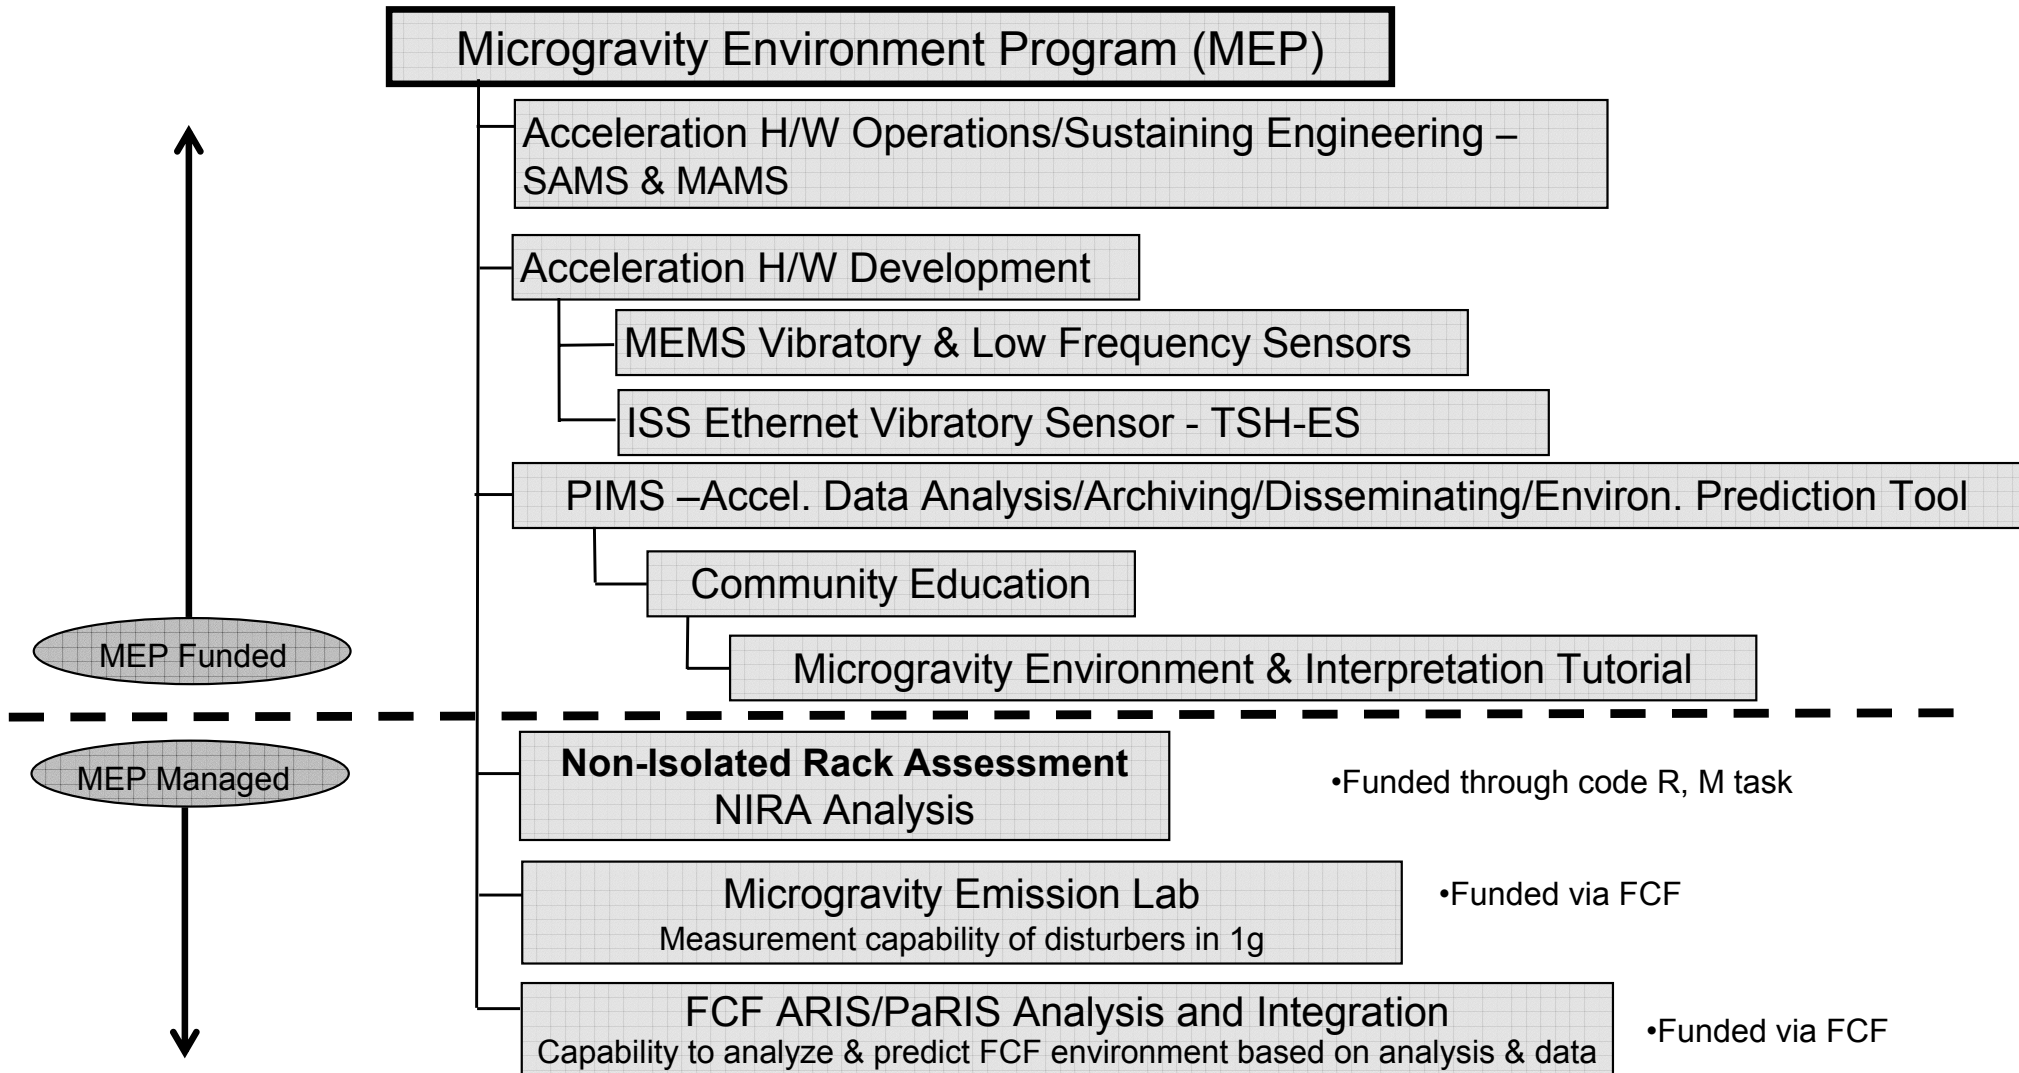 Microgravity Environment Program (MEP)
Acceleration H/W Operations/Sustaining Engineering –
SAMS & MAMS
Acceleration H/W Development
MEMS Vibratory & Low Frequency Sensors
ISS Ethernet Vibratory Sensor - TSH-ES
PIMS –Accel. Data Analysis/Archiving/Disseminating/Environ. Prediction Tool
Community Education
MEP Funded
Microgravity Environment & Interpretation Tutorial
MEP Managed
Non-Isolated Rack Assessment
NIRA Analysis
•Funded through code R, M task
Microgravity Emission Lab
Measurement capability of disturbers in 1g
•Funded via FCF
FCF ARIS/PaRIS Analysis and Integration
Capability to analyze & predict FCF environment based on analysis & data
•Funded via FCF